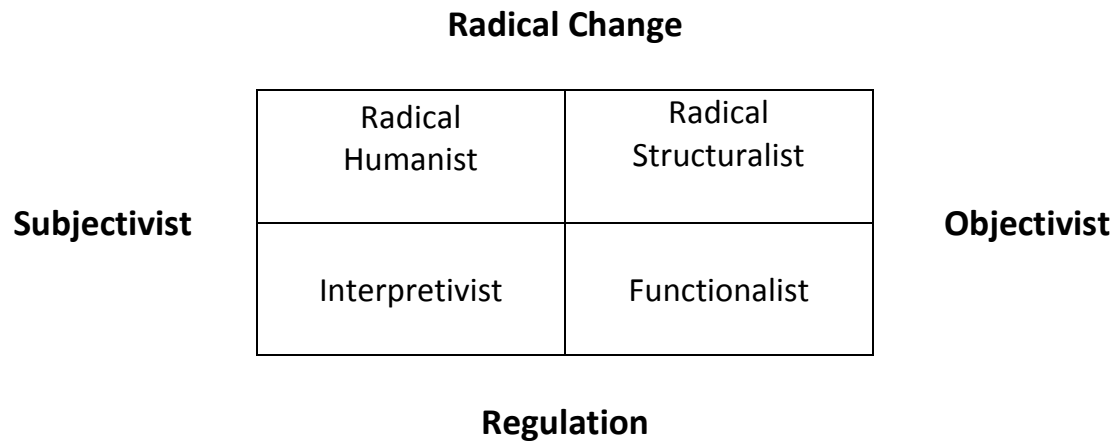 Radical Change
Radical
Humanist
Radical
Structuralist
Subjectivist
Objectivist
Interpretivist
Functionalist
Regulation